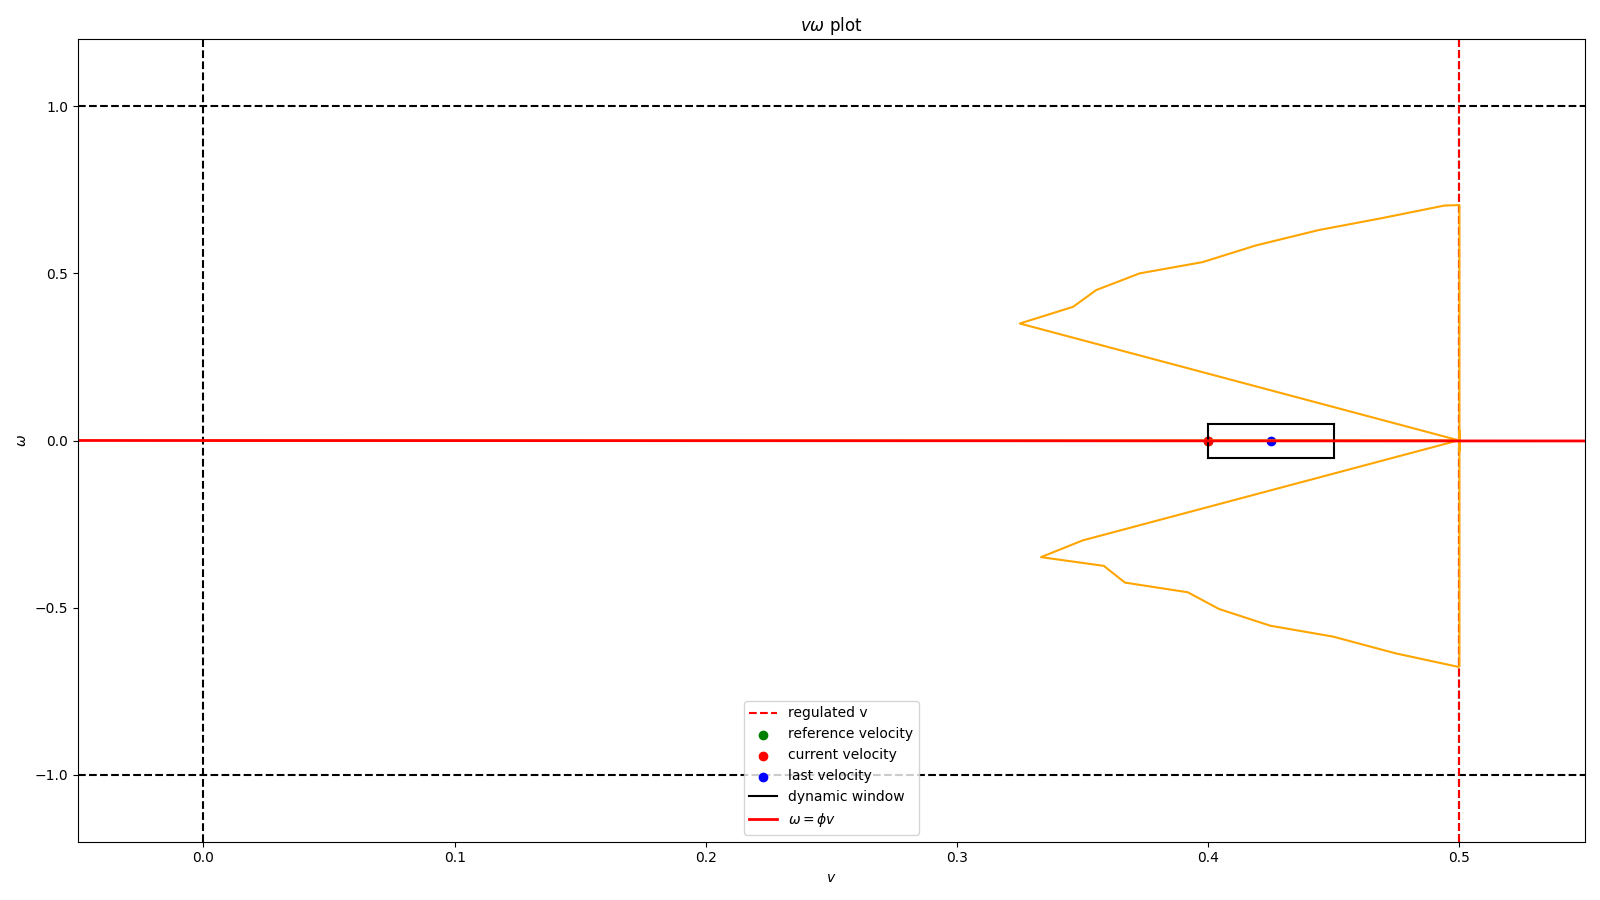 vω plot
1.0
0.5
0.0
−0.5
−1.0
ω
regulated v
reference velocity
current velocity
last velocity
dynamic window
ω = ϕv
0.0 0.1 0.2 0.3 0.4 0.5
v